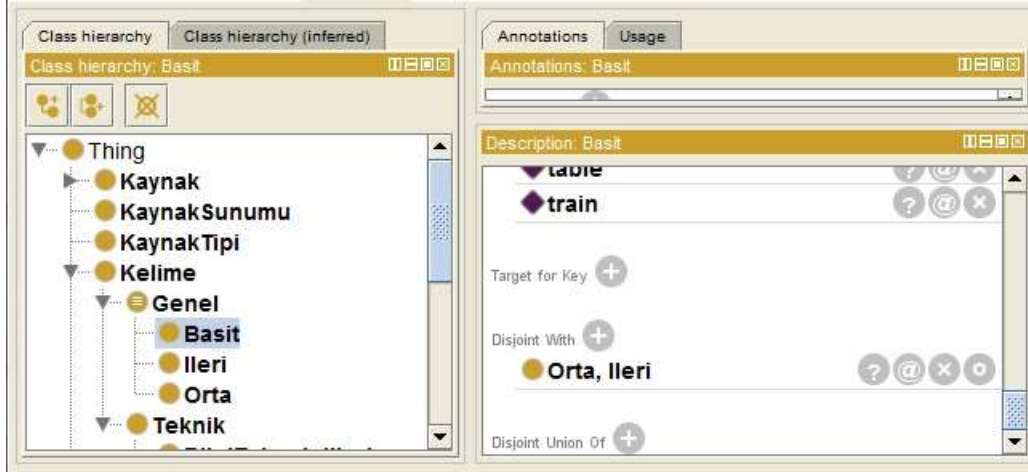 Class hierarchy
Class hierarchy (inferred)
Class hierarchy: Basit
Thing
Kaynak
KaynakSunumu
KaynakTipi
Kelime
Genel
Basit
Ileri
Orta
Teknik
Annotations
Usage
Annotations: Basit
Description: Basit
table
train
Target for Key
Disjoint With
Orta, Ileri
Disjoint Union Of